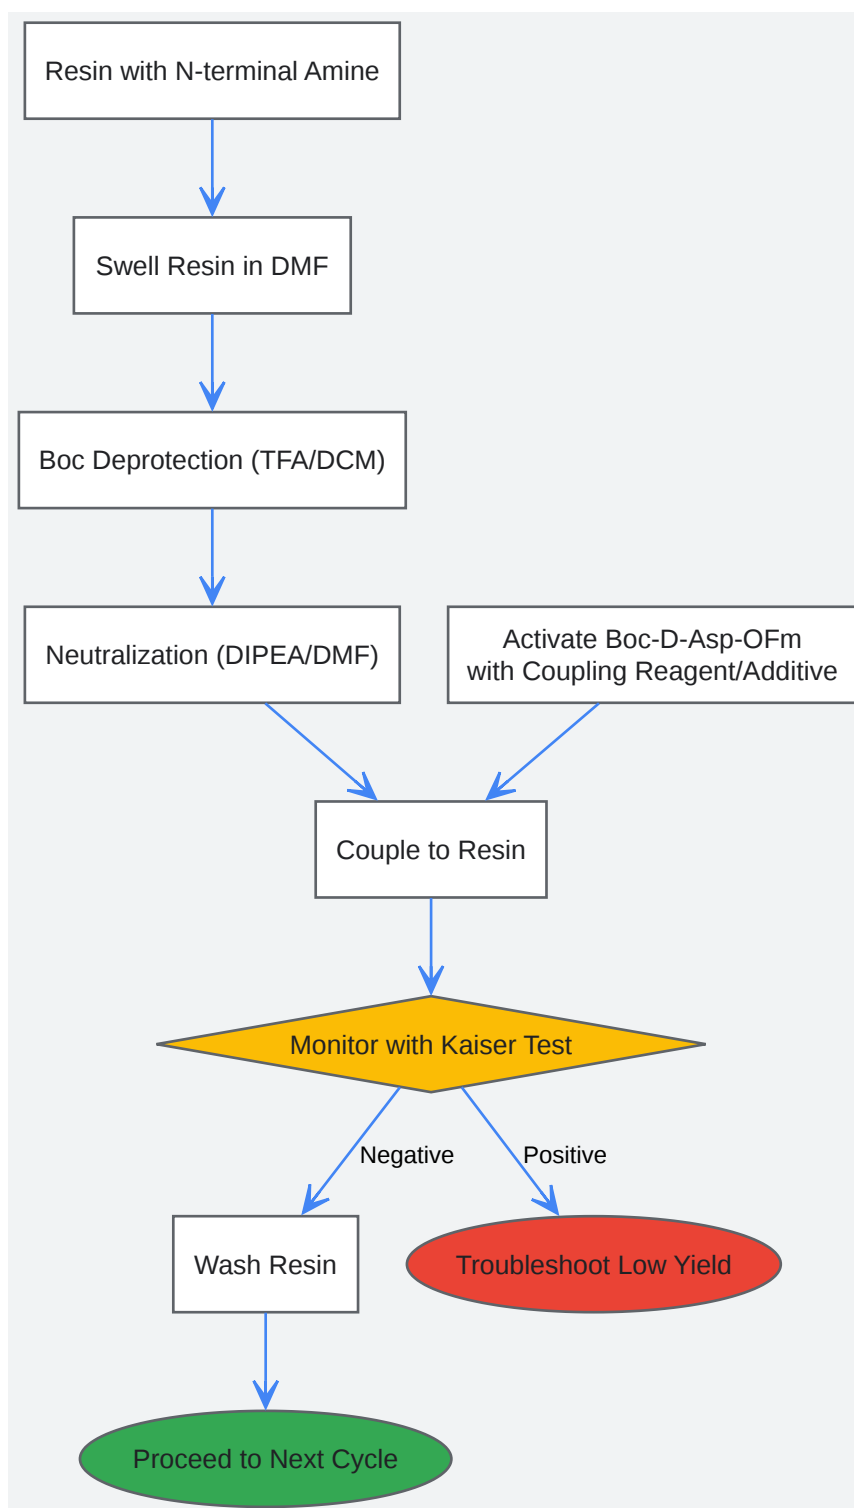 Resin with N-terminal Amine
Swell Resin in DMF
Boc Deprotection (TFA/DCM)
Neutralization (DIPEA/DMF)
Activate Boc-D-Asp-OFm
with Coupling Reagent/Additive
Couple to Resin
Monitor with Kaiser Test
Negative
Positive
Wash Resin
Troubleshoot Low Yield
Proceed to Next Cycle